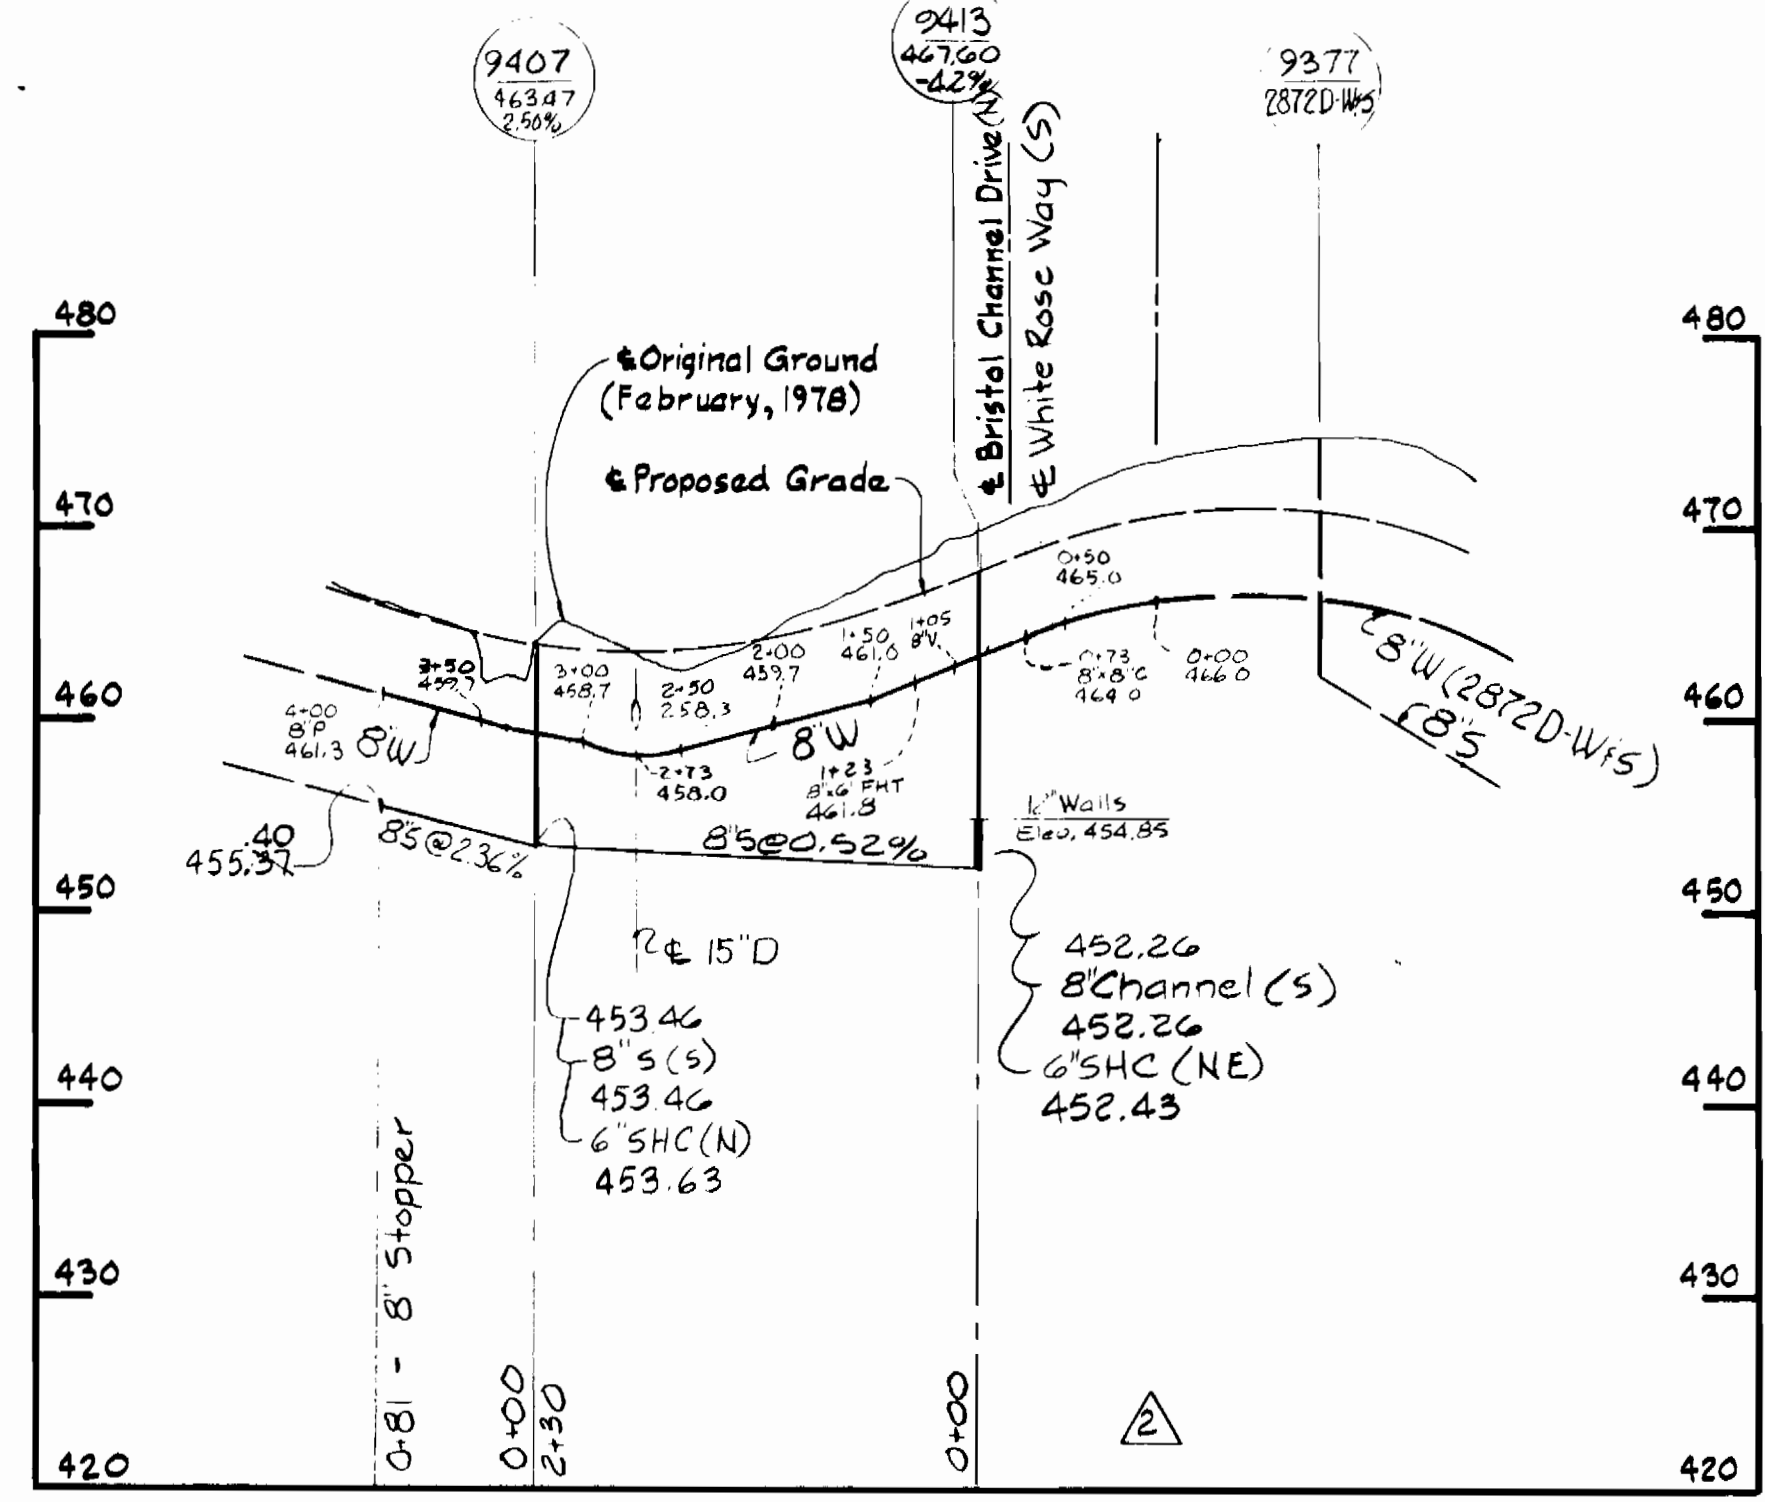 9407
463.47
2.50%
9413
467.60
-4.2%
9377
2872D-W&S
℄ Bristol Channel Drive (N)
℄ White Rose Way (S)
480
480
℄ Original Ground
(February, 1978)
℄ Proposed Grade
470
470
0+50
465.0
1+05
8"V.
1+50
461.0
2+00
459.7
3+50
459.7
3+00
458.7
2+50
258.3
0+73
8"x8"C
464.0
0+00
466.0
8"W (2872D-W&S)
8"S
460
460
4+00
8"P
461.3
8"W
8"W
2+73
458.0
1+23
8"x6" FHT
461.8
Walls
Elev. 454.85
8"S@2.36%
8"S@0.52%
.40
455.37
450
450
℄ 15"D
452.26
8"Channel (S)
452.26
6"SHC (NE)
452.43
453.46
8"S (S)
453.46
6"SHC (N)
453.63
440
440
430
430
0+81 - 8" Stopper
0+00
2+30
0+00
2
420
420